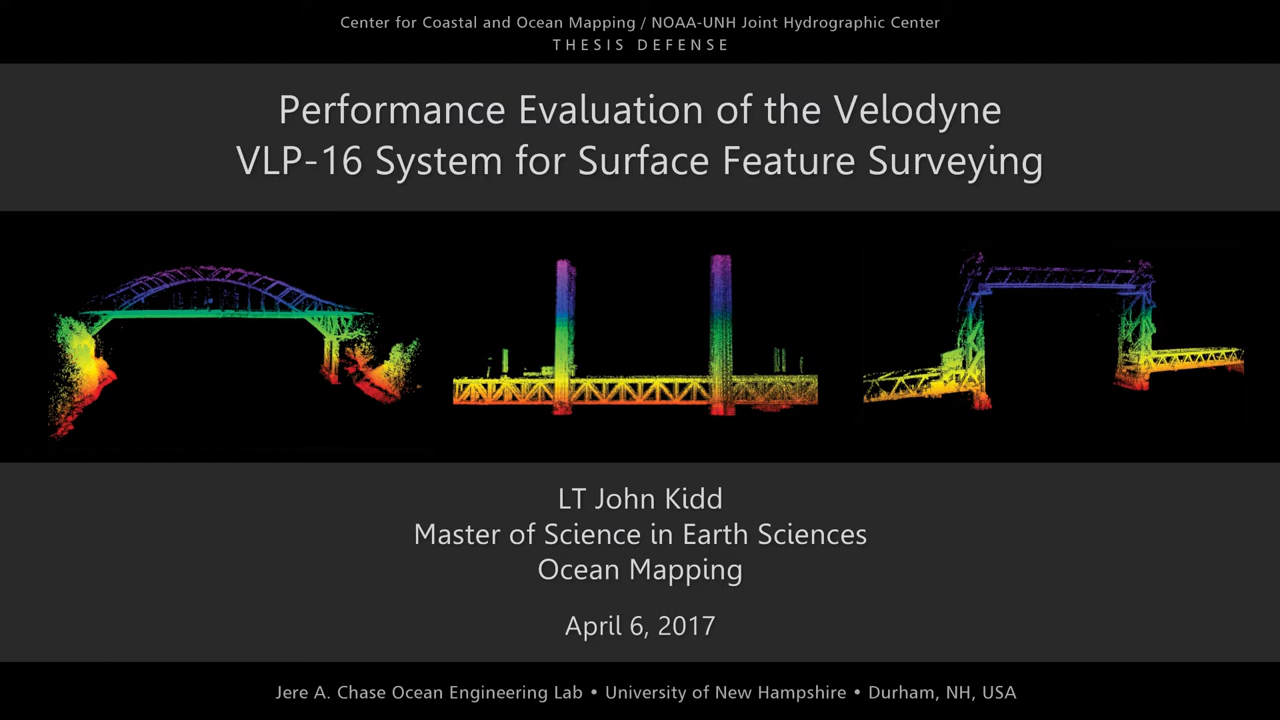 Center for Coastal and Ocean Mapping / NOAA-UNH Joint Hydrographic Center
THESIS DEFENSE
Performance Evaluation of the Velodyne
VLP-16 System for Surface Feature Surveying
LT John Kidd
Master of Science in Earth Sciences
Ocean Mapping
April 6, 2017
Jere A. Chase Ocean Engineering Lab • University of New Hampshire • Durham, NH, USA